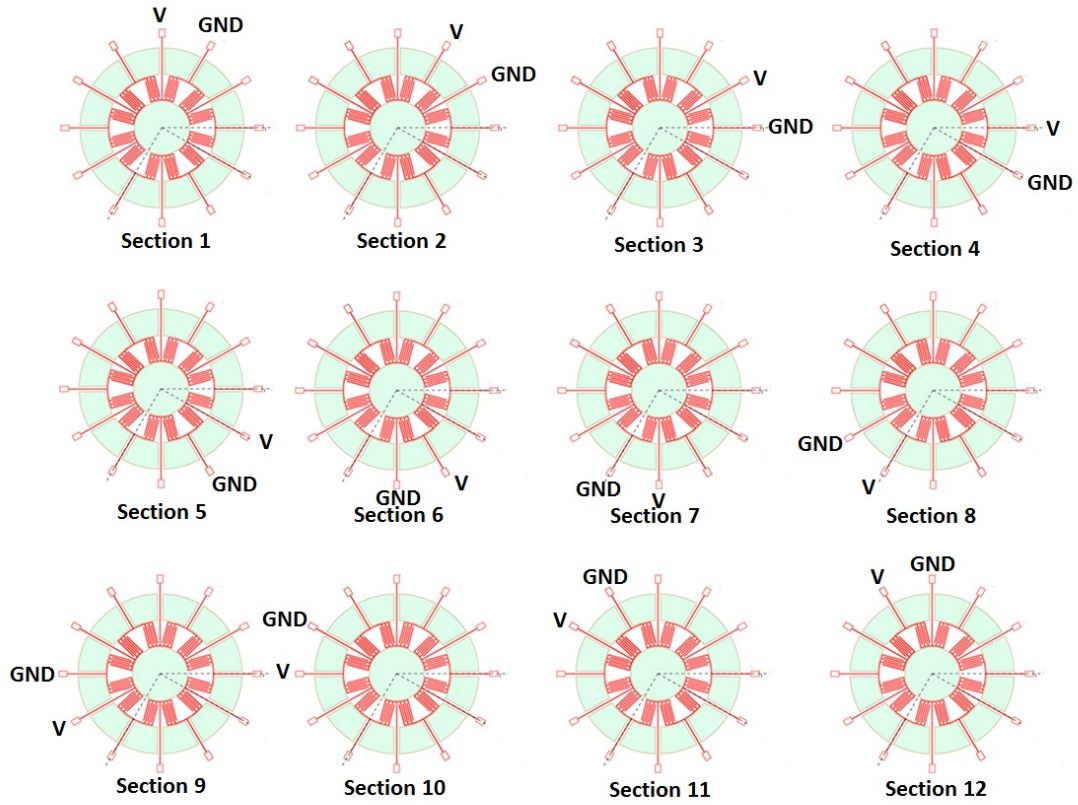 V
GND
Section 1
V
GND
Section 2
V
GND
Section 3
V
GND
Section 4
V
GND
Section 5
V
GND
Section 6
GND
V
Section 7
GND
V
Section 8
GND
V
Section 9
GND
V
Section 10
GND
V
Section 11
V
GND
Section 12